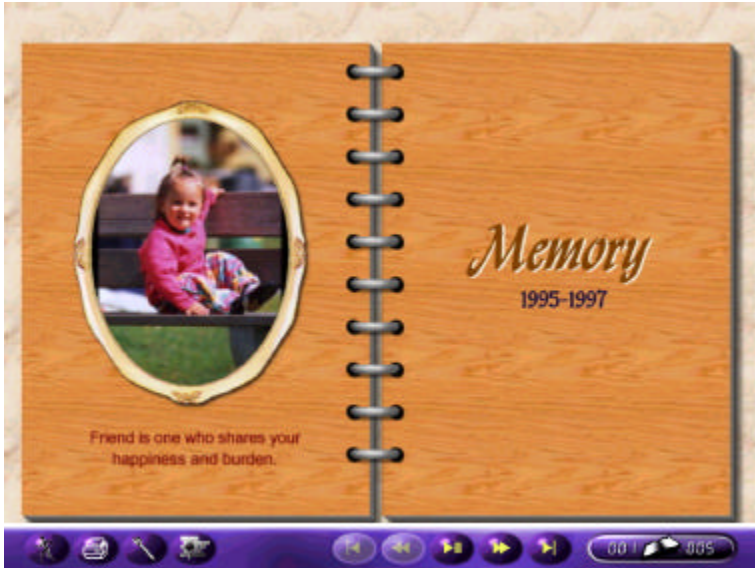 Friend is one who shares your
happiness and burden.
Memory
1995-1997
001 005